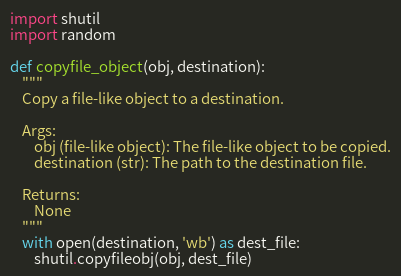 import shutil
import random

def copyfile_object(obj, destination):
    """
    Copy a file-like object to a destination.

    Args:
        obj (file-like object): The file-like object to be copied.
        destination (str): The path to the destination file.

    Returns:
        None
    """
    with open(destination, 'wb') as dest_file:
        shutil.copyfileobj(obj, dest_file)